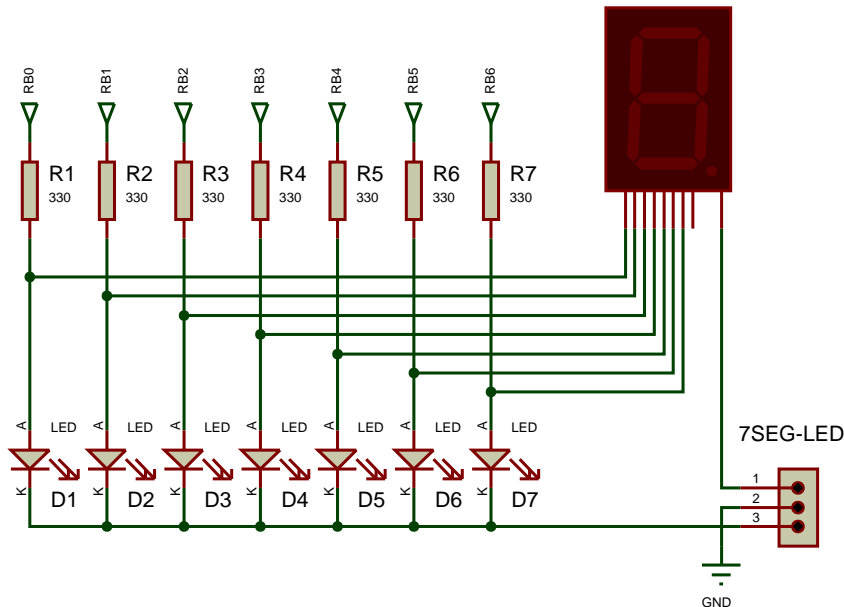 RB0 RB1 RB2 RB3 RB4 RB5 RB6
R1 R2 R3 R4 R5 R6 R7
330 330 330 330 330 330 330
A LED A LED A LED A LED A LED A LED A LED
7SEG-LED
K D1 K D2 K D3 K D4 K D5 K D6 K D7
1
2
3
GND